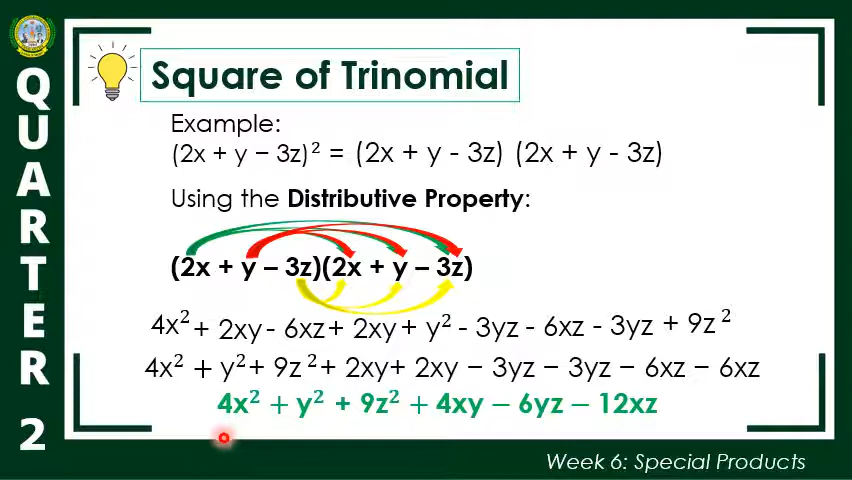 QUARTER 2
Square of Trinomial
Example:
(2x + y − 3z)² = (2x + y - 3z) (2x + y - 3z)
Using the Distributive Property:
(2x + y – 3z)(2x + y – 3z)
4x² + 2xy - 6xz + 2xy + y² - 3yz - 6xz - 3yz + 9z²
4x² + y² + 9z² + 2xy + 2xy − 3yz − 3yz − 6xz − 6xz
4x² + y² + 9z² + 4xy − 6yz − 12xz
Week 6: Special Products